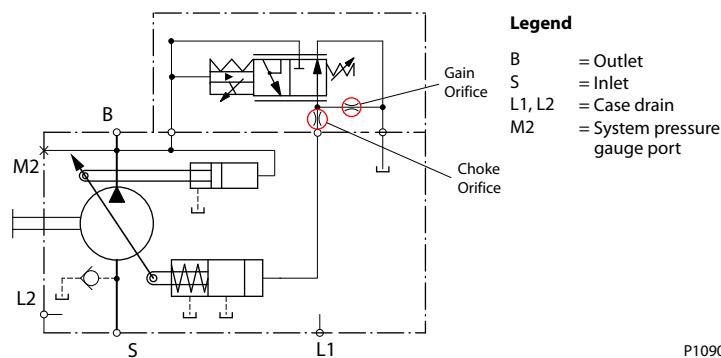 Legend
B = Outlet
S = Inlet
L1, L2 = Case drain
M2 = System pressure
gauge port
Gain
Orifice
Choke
Orifice
B
M2
L2
S
L1
P1090